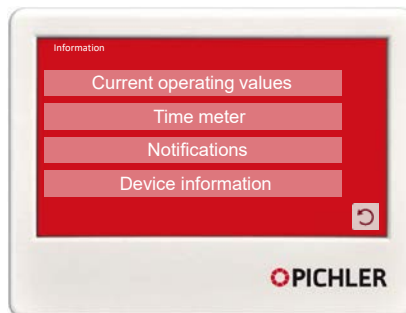 Information
Current operating values
Time meter
Notifications
Device information
PICHLER